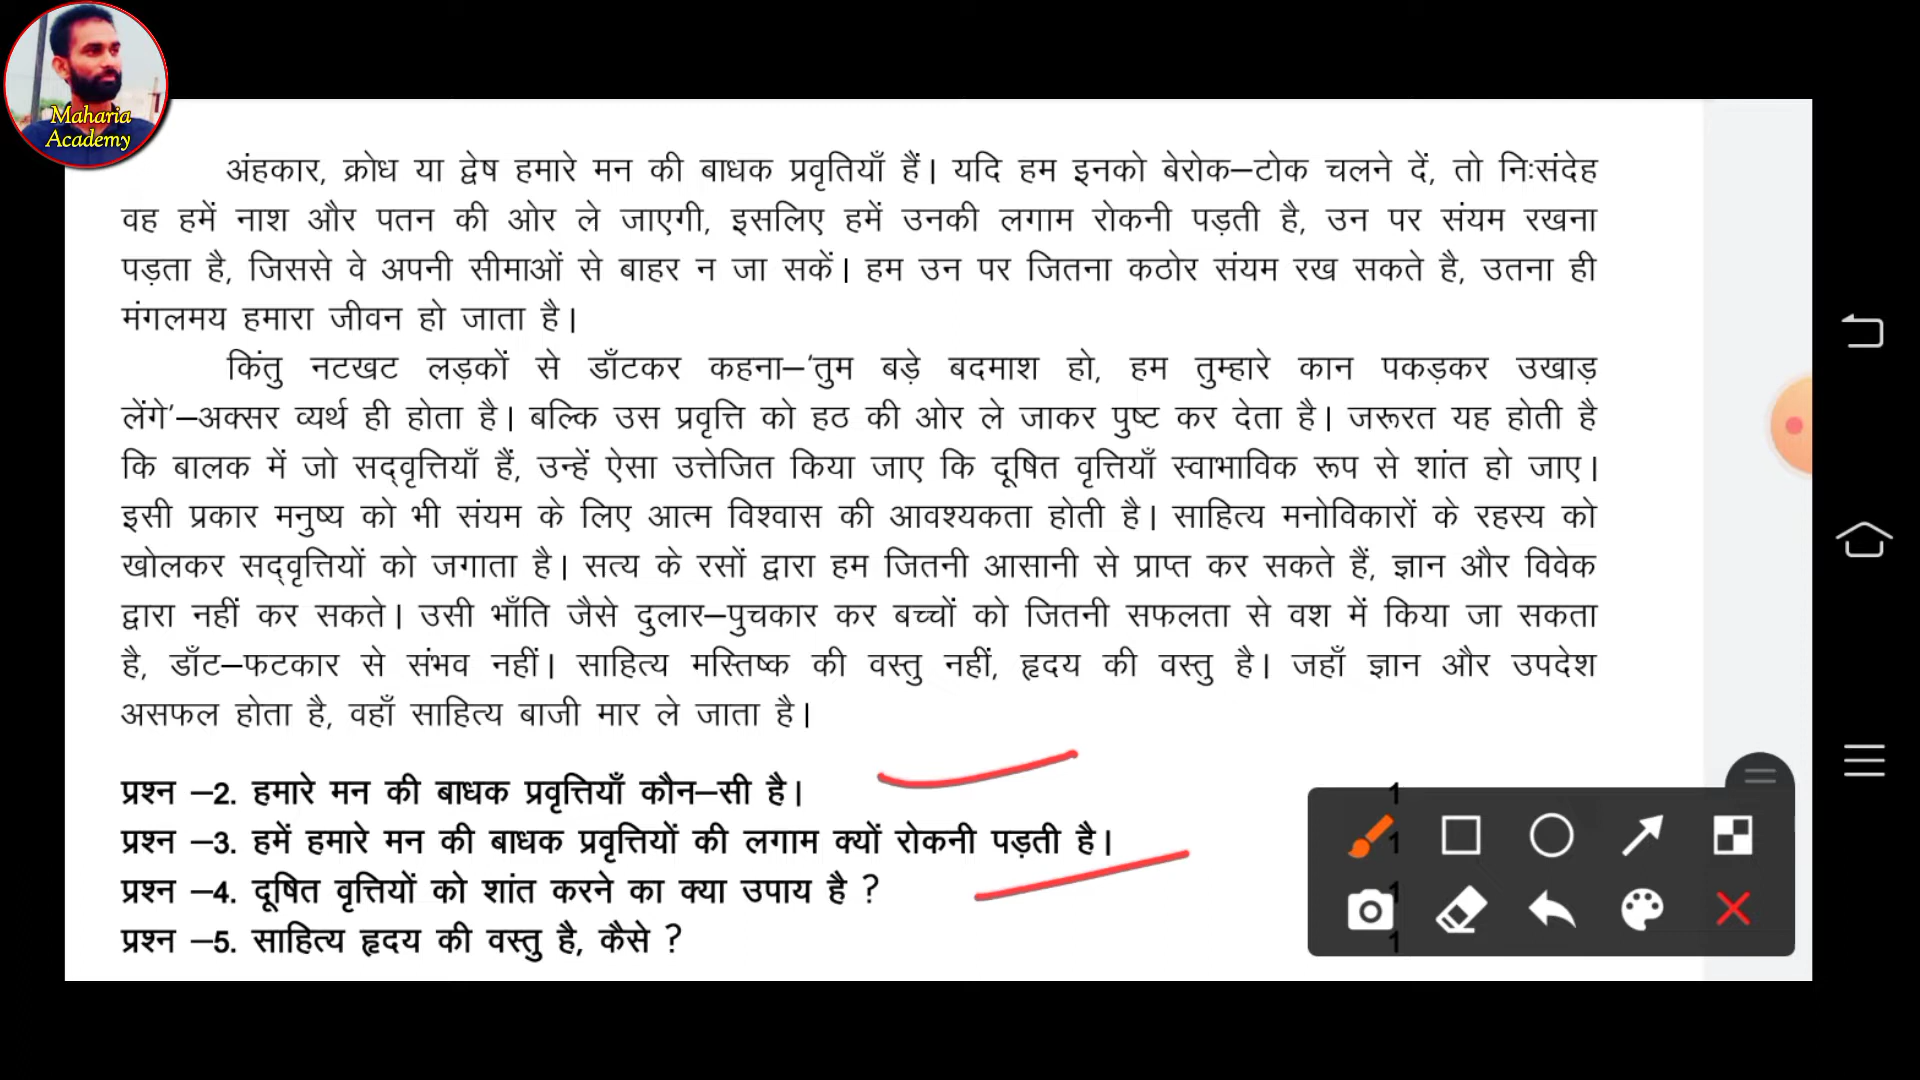 Maharia
Academy
अंहकार, क्रोध या द्वेष हमारे मन की बाधक प्रवृतियाँ हैं। यदि हम इनको बेरोक–टोक चलने दें, तो निःसंदेह
वह हमें नाश और पतन की ओर ले जाएगी, इसलिए हमें उनकी लगाम रोकनी पड़ती है, उन पर संयम रखना
पड़ता है, जिससे वे अपनी सीमाओं से बाहर न जा सकें। हम उन पर जितना कठोर संयम रख सकते है, उतना ही
मंगलमय हमारा जीवन हो जाता है।
किंतु नटखट लड़कों से डाँटकर कहना–'तुम बड़े बदमाश हो, हम तुम्हारे कान पकड़कर उखाड़
लेंगे'–अक्सर व्यर्थ ही होता है। बल्कि उस प्रवृत्ति को हठ की ओर ले जाकर पुष्ट कर देता है। जरूरत यह होती है
कि बालक में जो सद्वृत्तियाँ हैं, उन्हें ऐसा उत्तेजित किया जाए कि दूषित वृत्तियाँ स्वाभाविक रूप से शांत हो जाए।
इसी प्रकार मनुष्य को भी संयम के लिए आत्म विश्वास की आवश्यकता होती है। साहित्य मनोविकारों के रहस्य को
खोलकर सद्वृत्तियों को जगाता है। सत्य के रसों द्वारा हम जितनी आसानी से प्राप्त कर सकते हैं, ज्ञान और विवेक
द्वारा नहीं कर सकते। उसी भाँति जैसे दुलार–पुचकार कर बच्चों को जितनी सफलता से वश में किया जा सकता
है, डाँट–फटकार से संभव नहीं। साहित्य मस्तिष्क की वस्तु नहीं, हृदय की वस्तु है। जहाँ ज्ञान और उपदेश
असफल होता है, वहाँ साहित्य बाजी मार ले जाता है।
प्रश्न –2. हमारे मन की बाधक प्रवृत्तियाँ कौन–सी है। 1
प्रश्न –3. हमें हमारे मन की बाधक प्रवृत्तियों की लगाम क्यों रोकनी पड़ती है। 1
प्रश्न –4. दूषित वृत्तियों को शांत करने का क्या उपाय है ? 1
प्रश्न –5. साहित्य हृदय की वस्तु है, कैसे ? 1